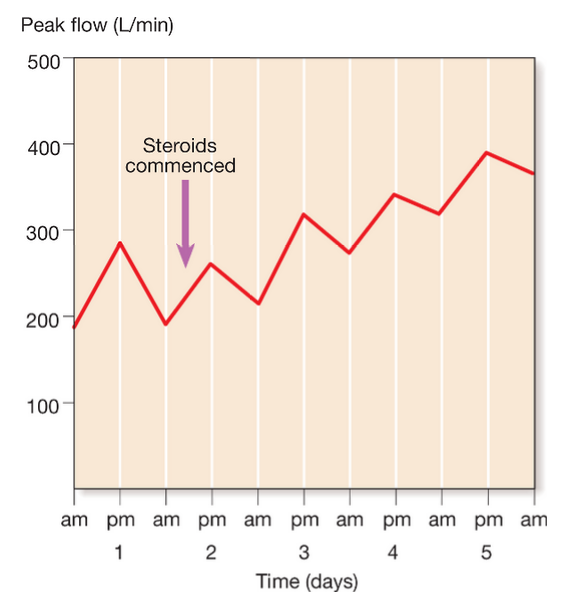 Peak flow (L/min)
500
400
Steroids
commenced
300
200
100
am pm am pm am pm am pm am pm am
1 2 3 4 5
Time (days)